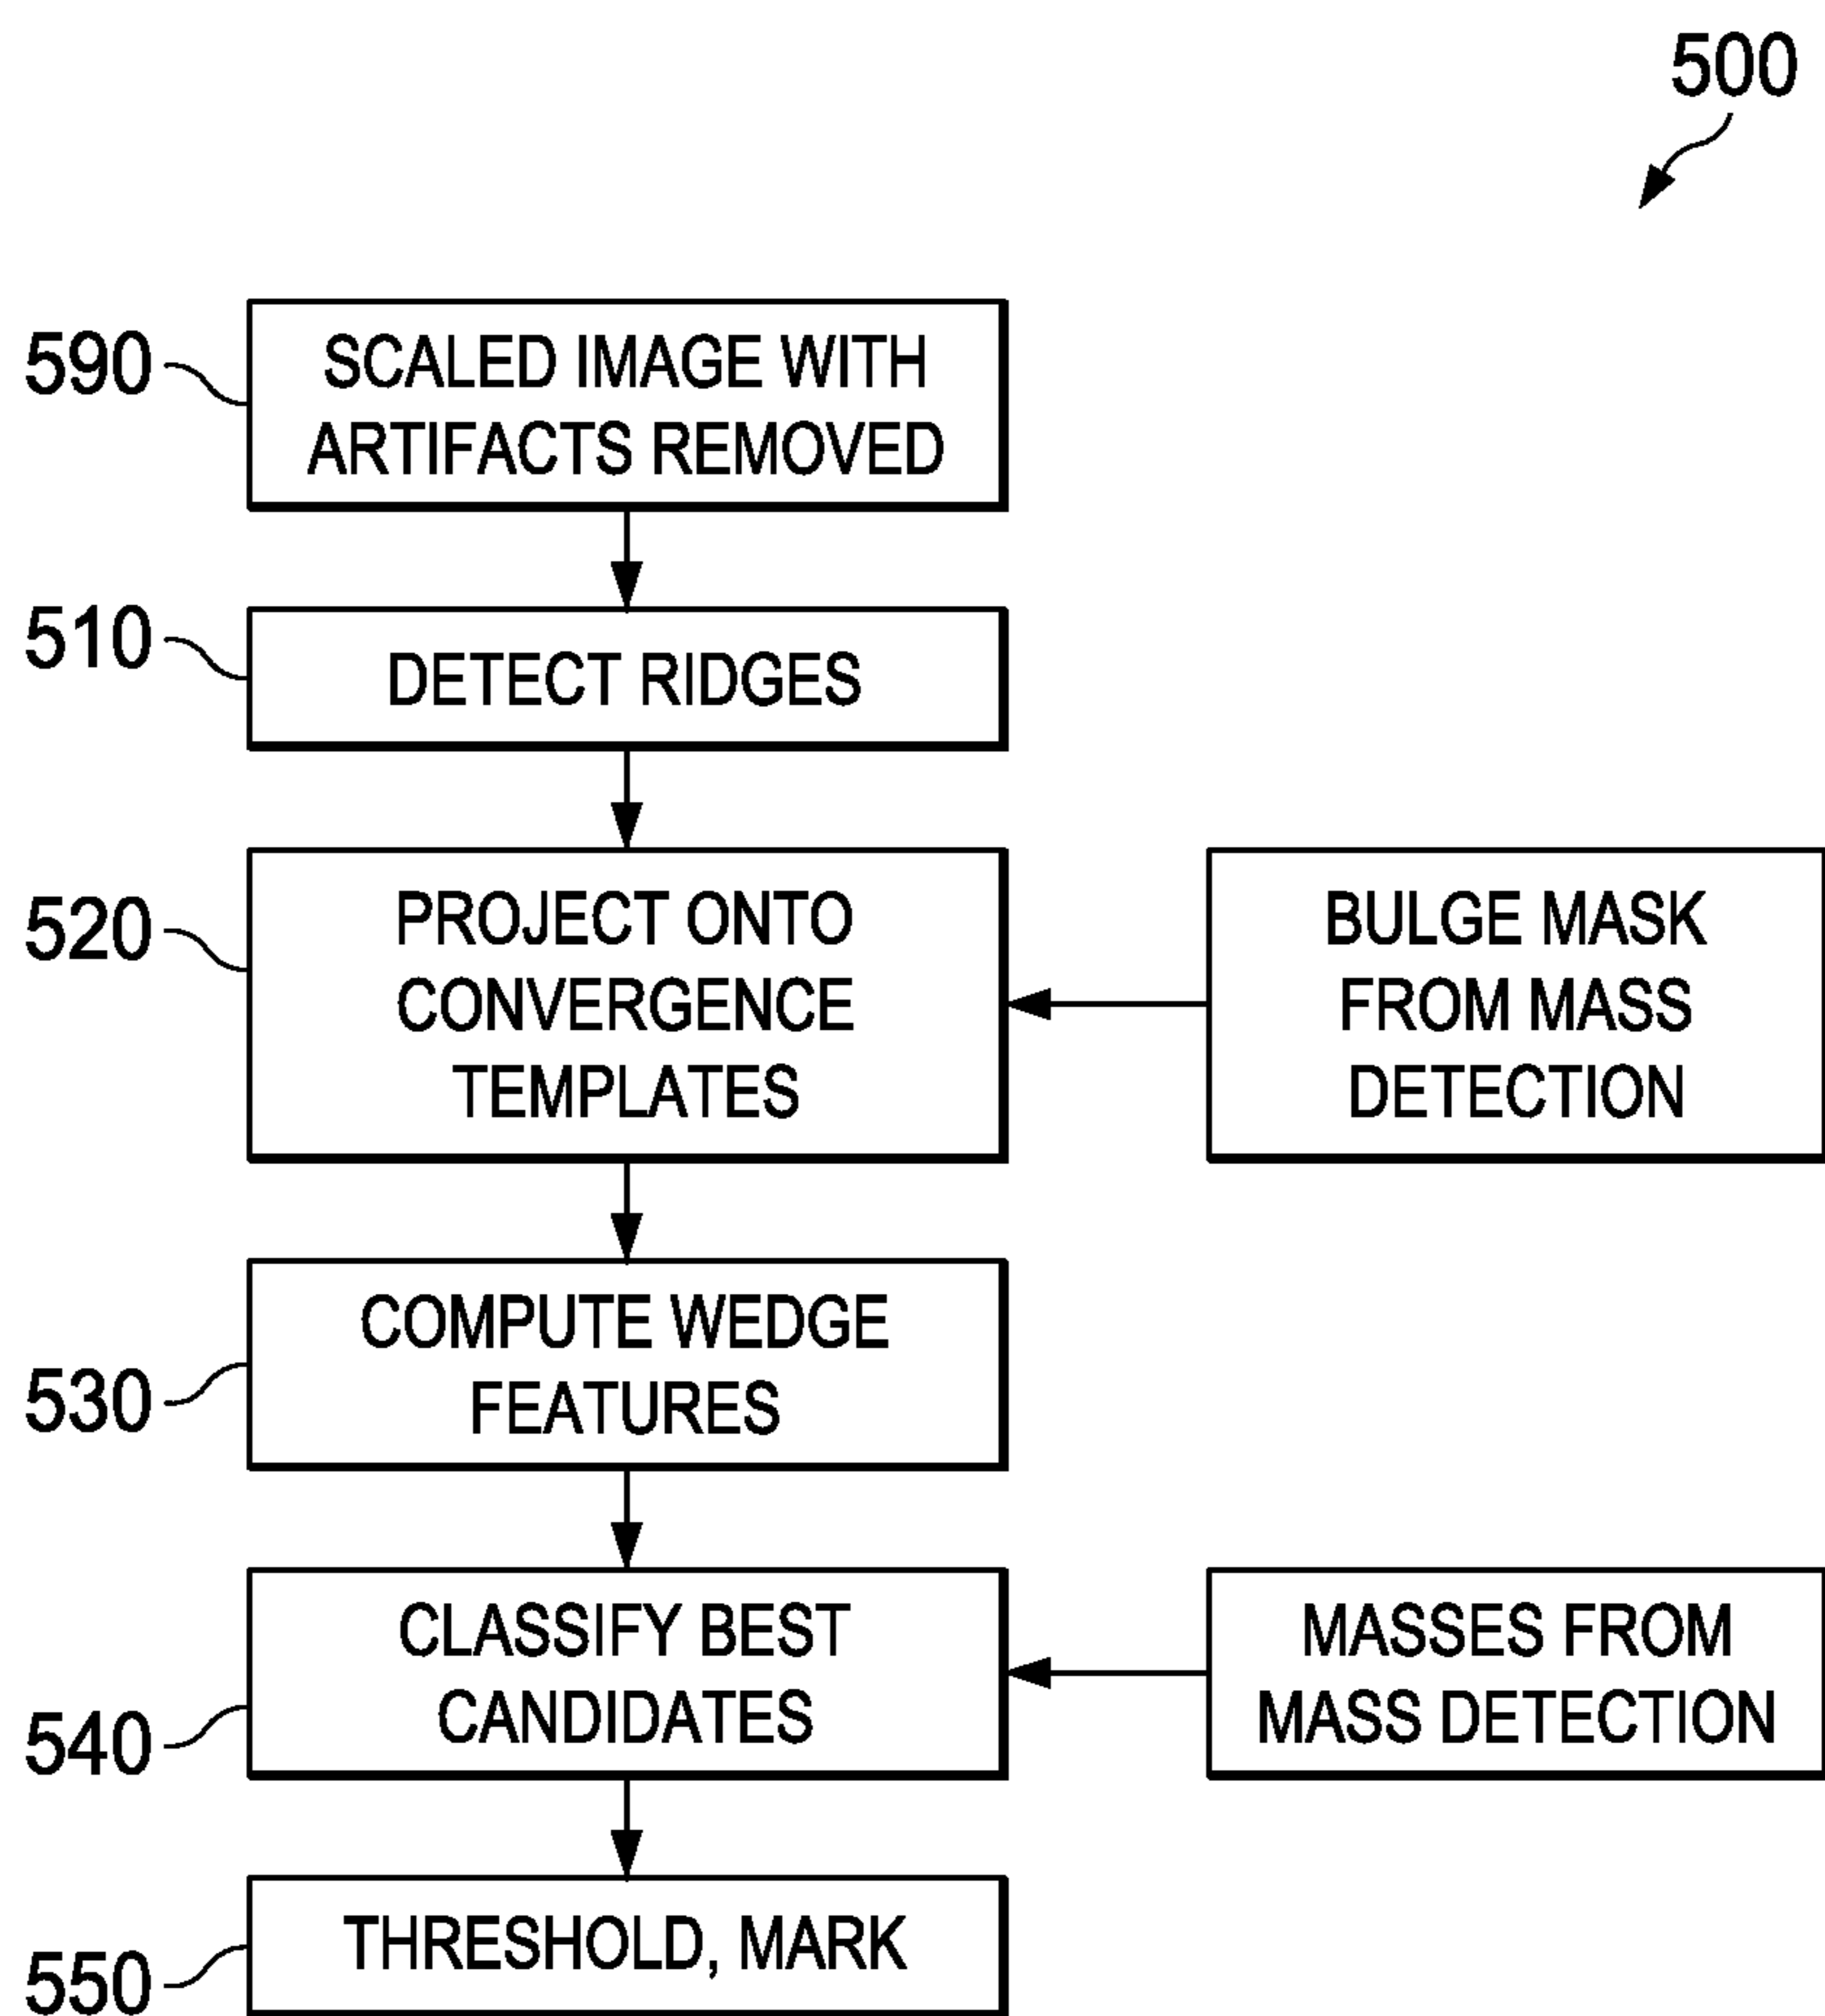 500
590
SCALED IMAGE WITH
ARTIFACTS REMOVED
510
DETECT RIDGES
520
PROJECT ONTO
CONVERGENCE
TEMPLATES
BULGE MASK
FROM MASS
DETECTION
530
COMPUTE WEDGE
FEATURES
540
CLASSIFY BEST
CANDIDATES
MASSES FROM
MASS DETECTION
550
THRESHOLD, MARK